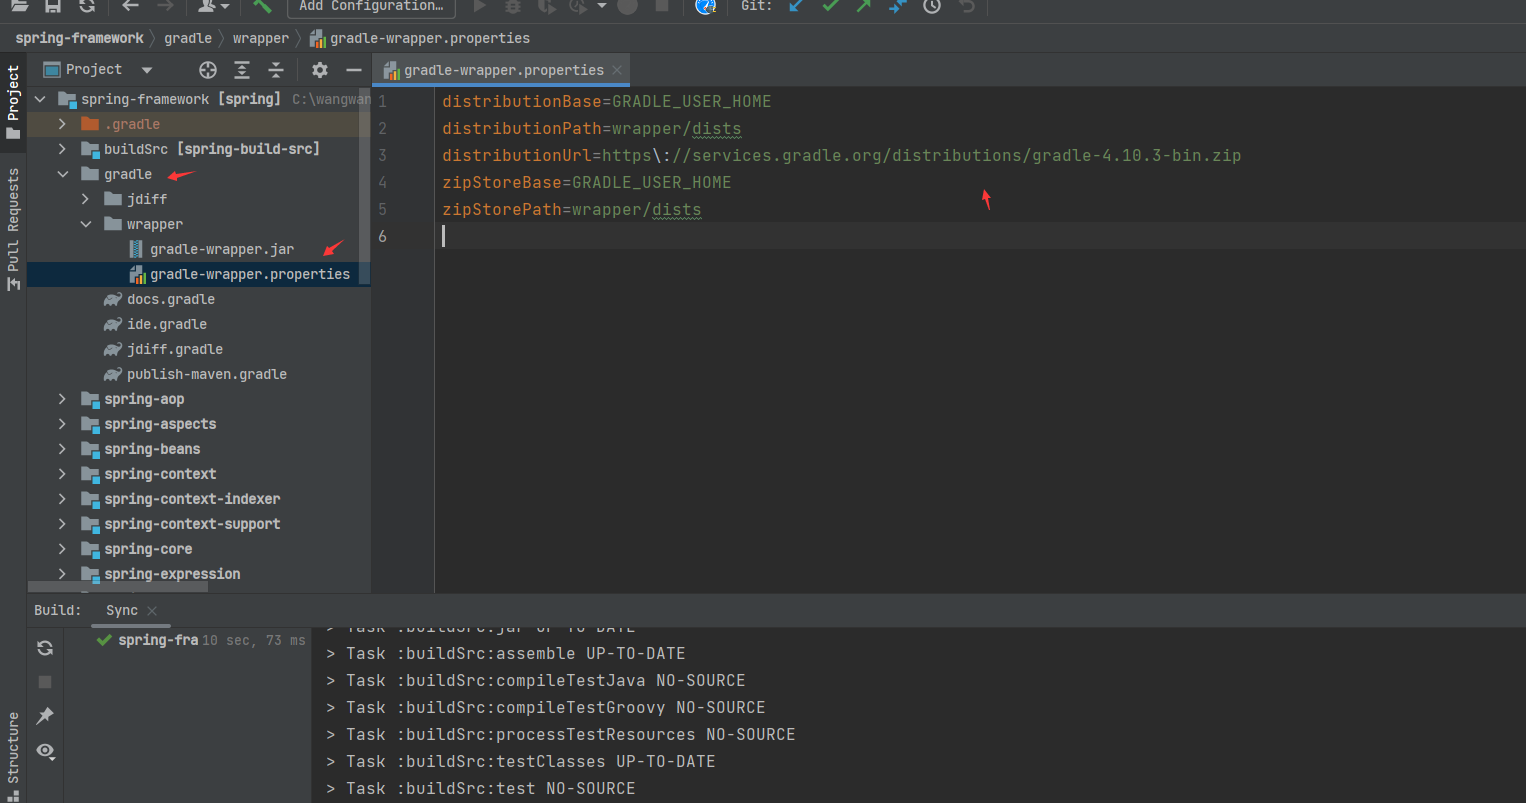 Add Configuration...
Git:
spring-framework
gradle
wrapper
gradle-wrapper.properties
Project
Pull Requests
Structure
Project
gradle-wrapper.properties
spring-framework [spring] C:\wangwan
.gradle
buildSrc [spring-build-src]
gradle
jdiff
wrapper
gradle-wrapper.jar
gradle-wrapper.properties
docs.gradle
ide.gradle
jdiff.gradle
publish-maven.gradle
spring-aop
spring-aspects
spring-beans
spring-context
spring-context-indexer
spring-context-support
spring-core
spring-expression
1 distributionBase=GRADLE_USER_HOME
2 distributionPath=wrapper/dists
3 distributionUrl=https\://services.gradle.org/distributions/gradle-4.10.3-bin.zip
4 zipStoreBase=GRADLE_USER_HOME
5 zipStorePath=wrapper/dists
6
Build: Sync
spring-fra 10 sec, 73 ms
> Task :buildSrc:jar UP-TO-DATE
> Task :buildSrc:assemble UP-TO-DATE
> Task :buildSrc:compileTestJava NO-SOURCE
> Task :buildSrc:compileTestGroovy NO-SOURCE
> Task :buildSrc:processTestResources NO-SOURCE
> Task :buildSrc:testClasses UP-TO-DATE
> Task :buildSrc:test NO-SOURCE